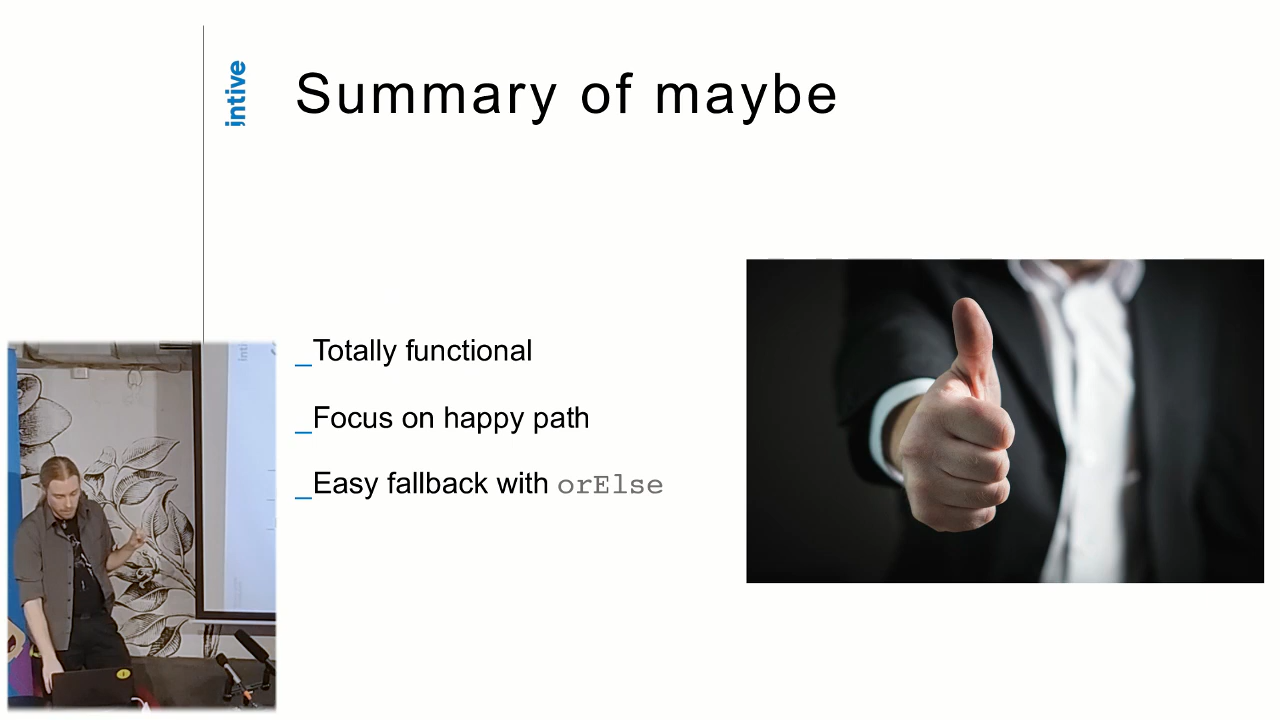 intive
Summary of maybe
_Totally functional
_Focus on happy path
_Easy fallback with orElse